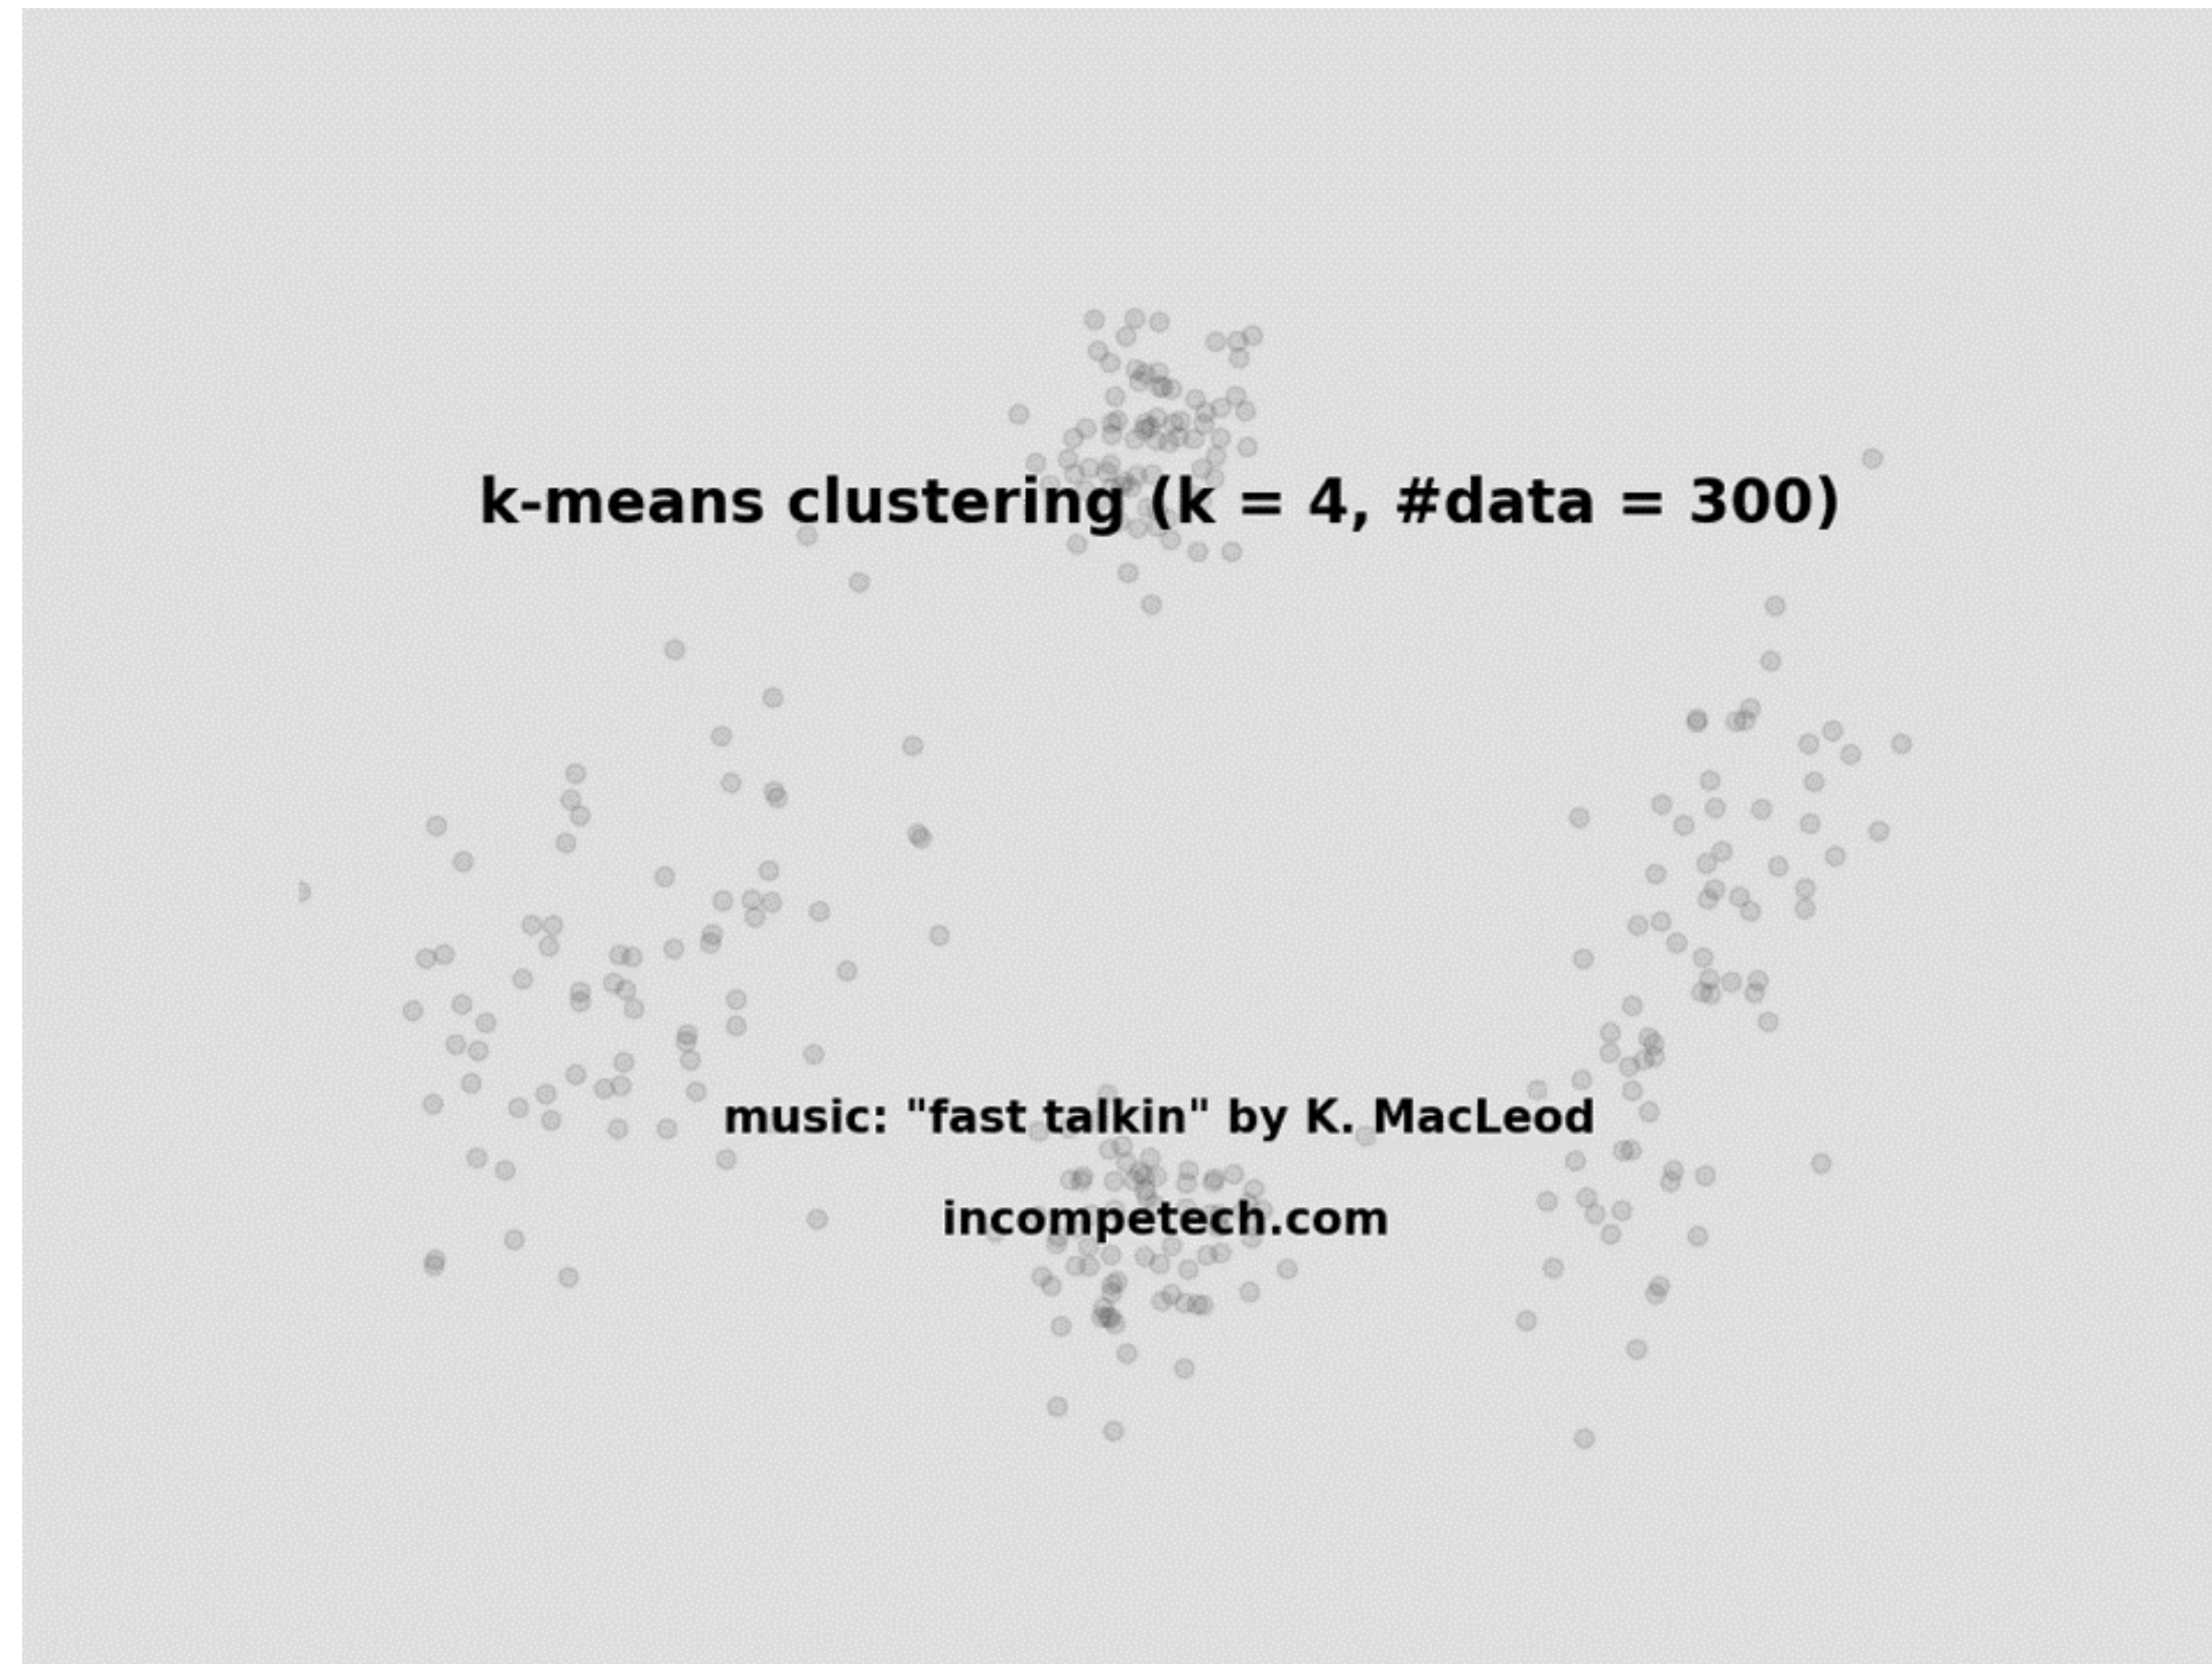 k-means clustering (k = 4, #data = 300)
music: "fast talkin" by K. MacLeod
incompetech.com